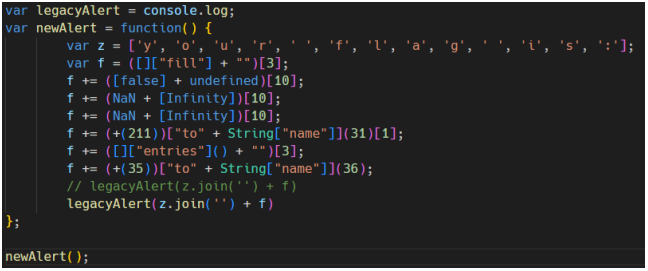 var legacyAlert = console.log;
var newAlert = function() {
var z = ['y', 'o', 'u', 'r', ' ', 'f', 'l', 'a', 'g', ' ', 'i', 's', ':'];
var f = ([]["fill"] + "")[3];
f += ([false] + undefined)[10];
f += (NaN + [Infinity])[10];
f += (NaN + [Infinity])[10];
f += (+(211))["to" + String["name"]](31)[1];
f += ([]["entries"]() + "")[3];
f += (+(35))["to" + String["name"]](36);
// legacyAlert(z.join('') + f)
legacyAlert(z.join('') + f)
};
newAlert();